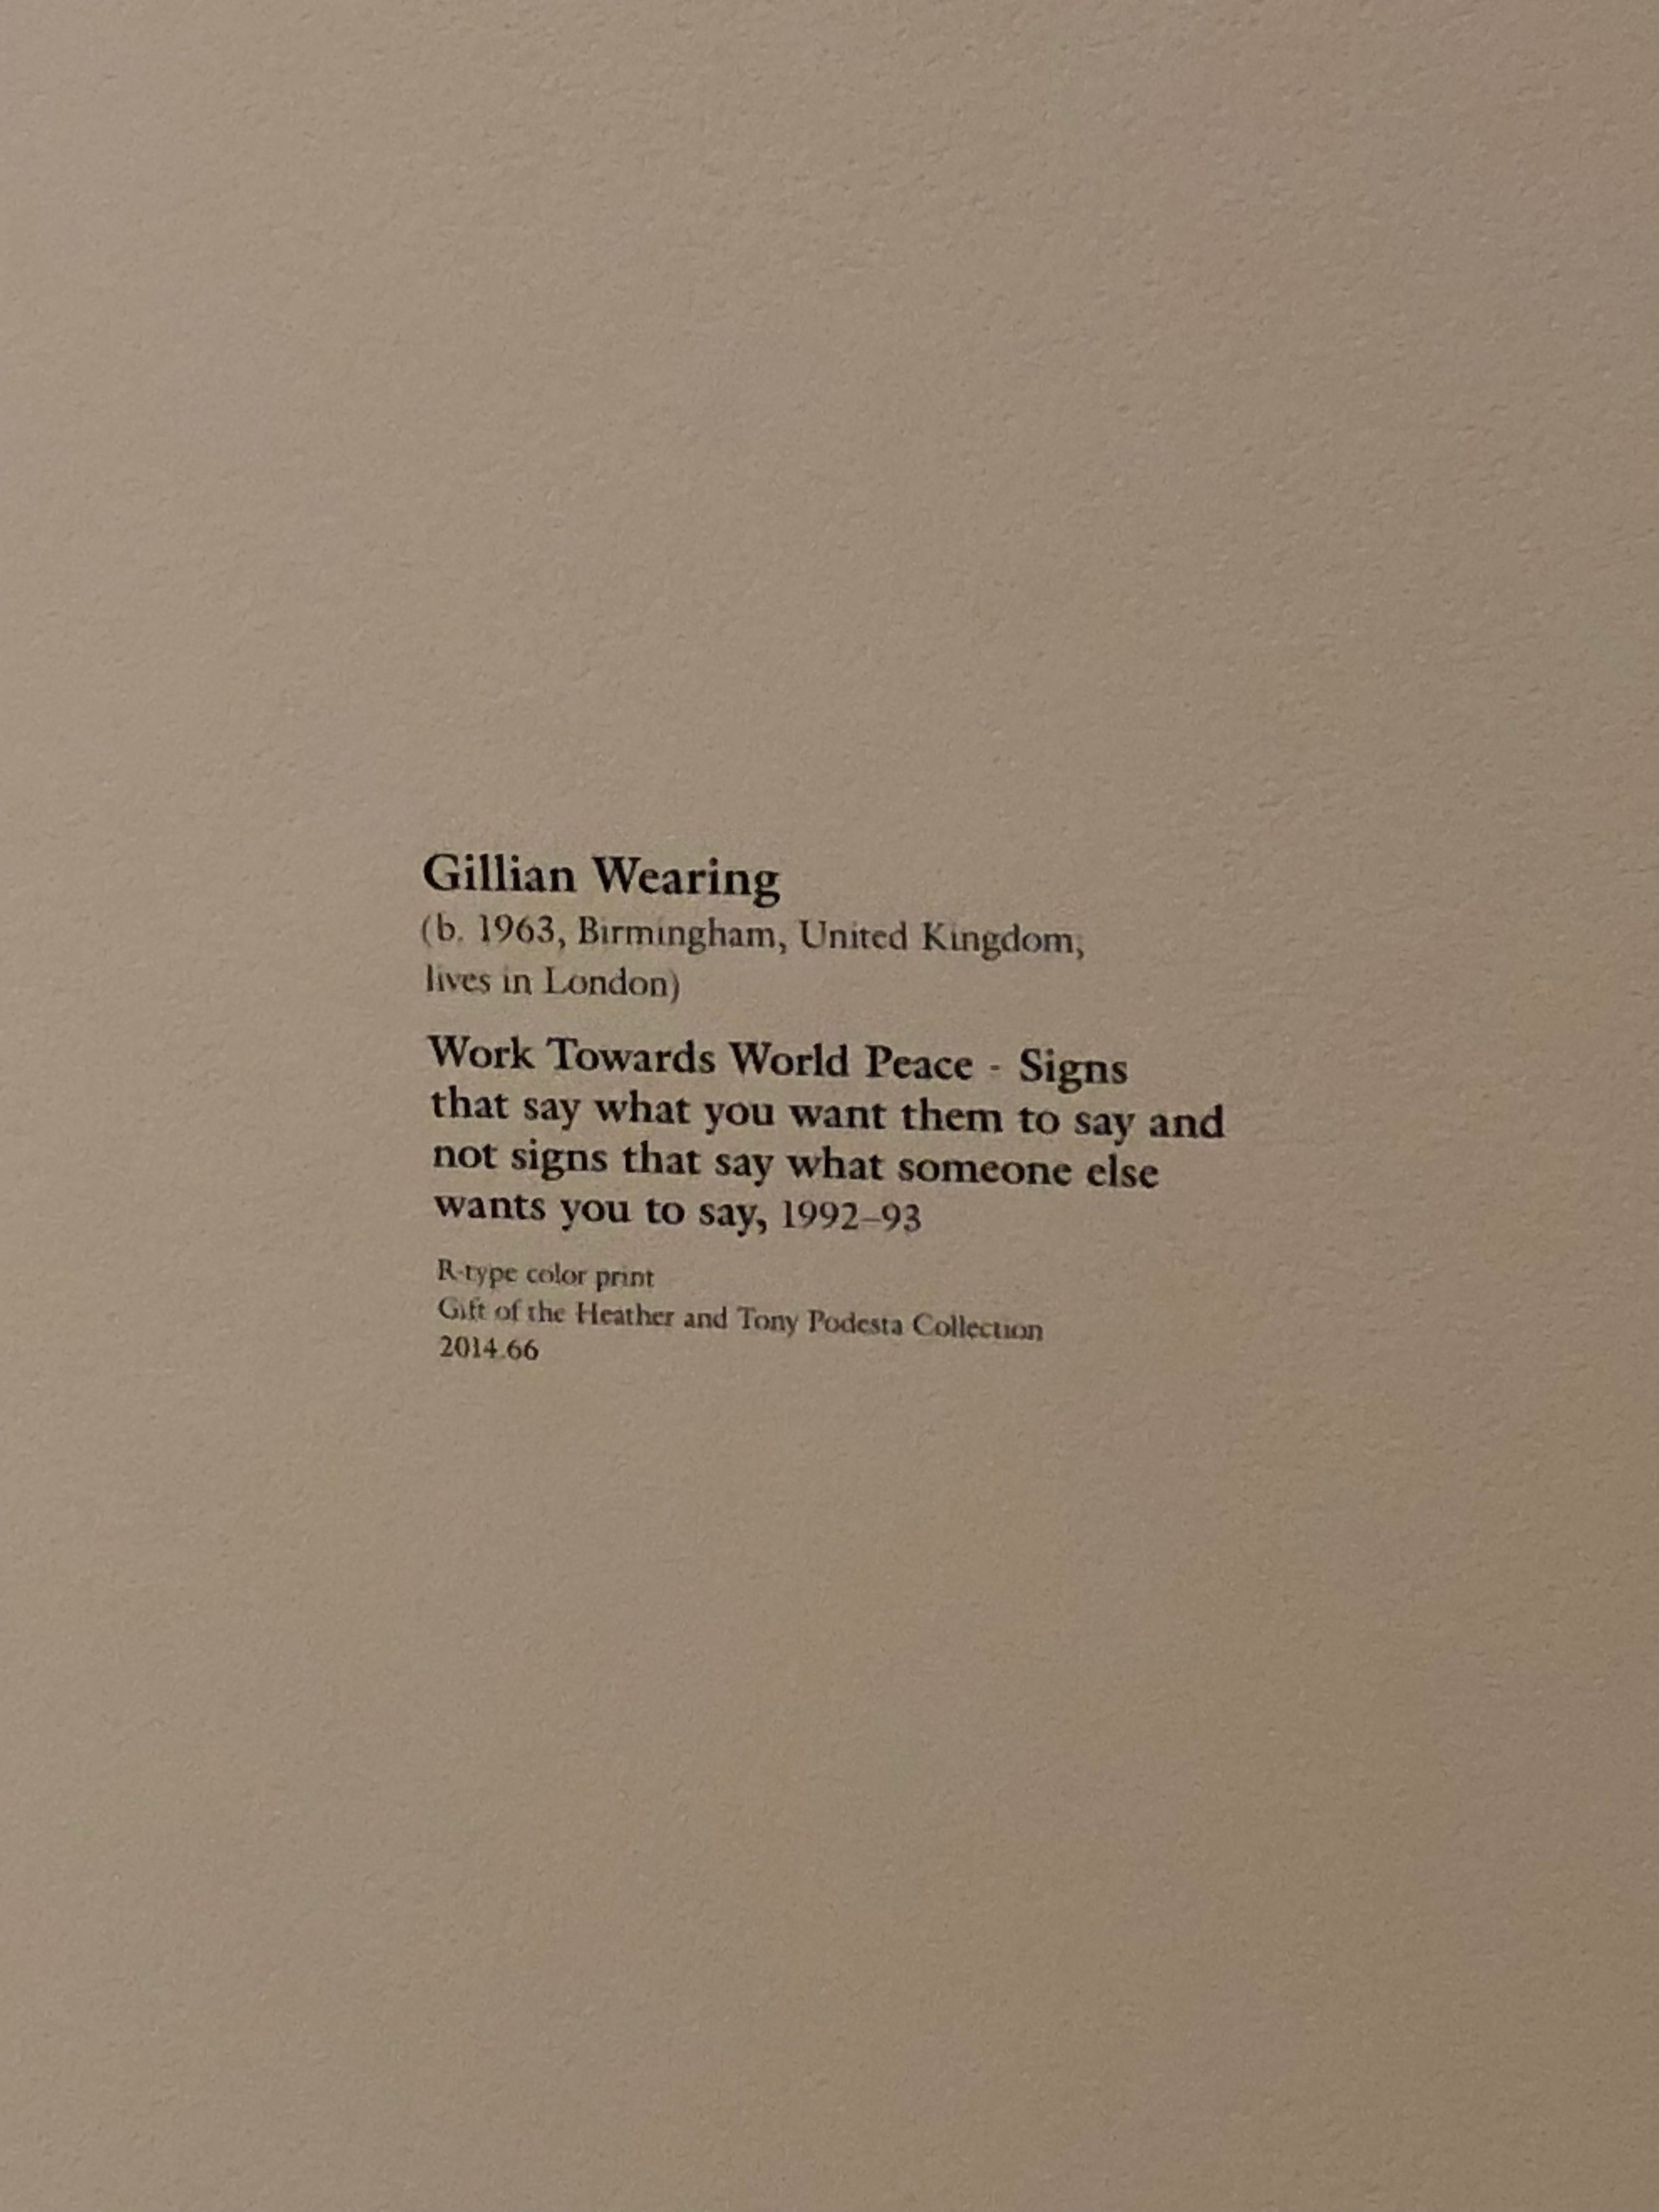 Gillian Wearing
(b. 1963, Birmingham, United Kingdom,
lives in London)
Work Towards World Peace - Signs
that say what you want them to say and
not signs that say what someone else
wants you to say, 1992–93
R-type color print
Gift of the Heather and Tony Podesta Collection
2014.66